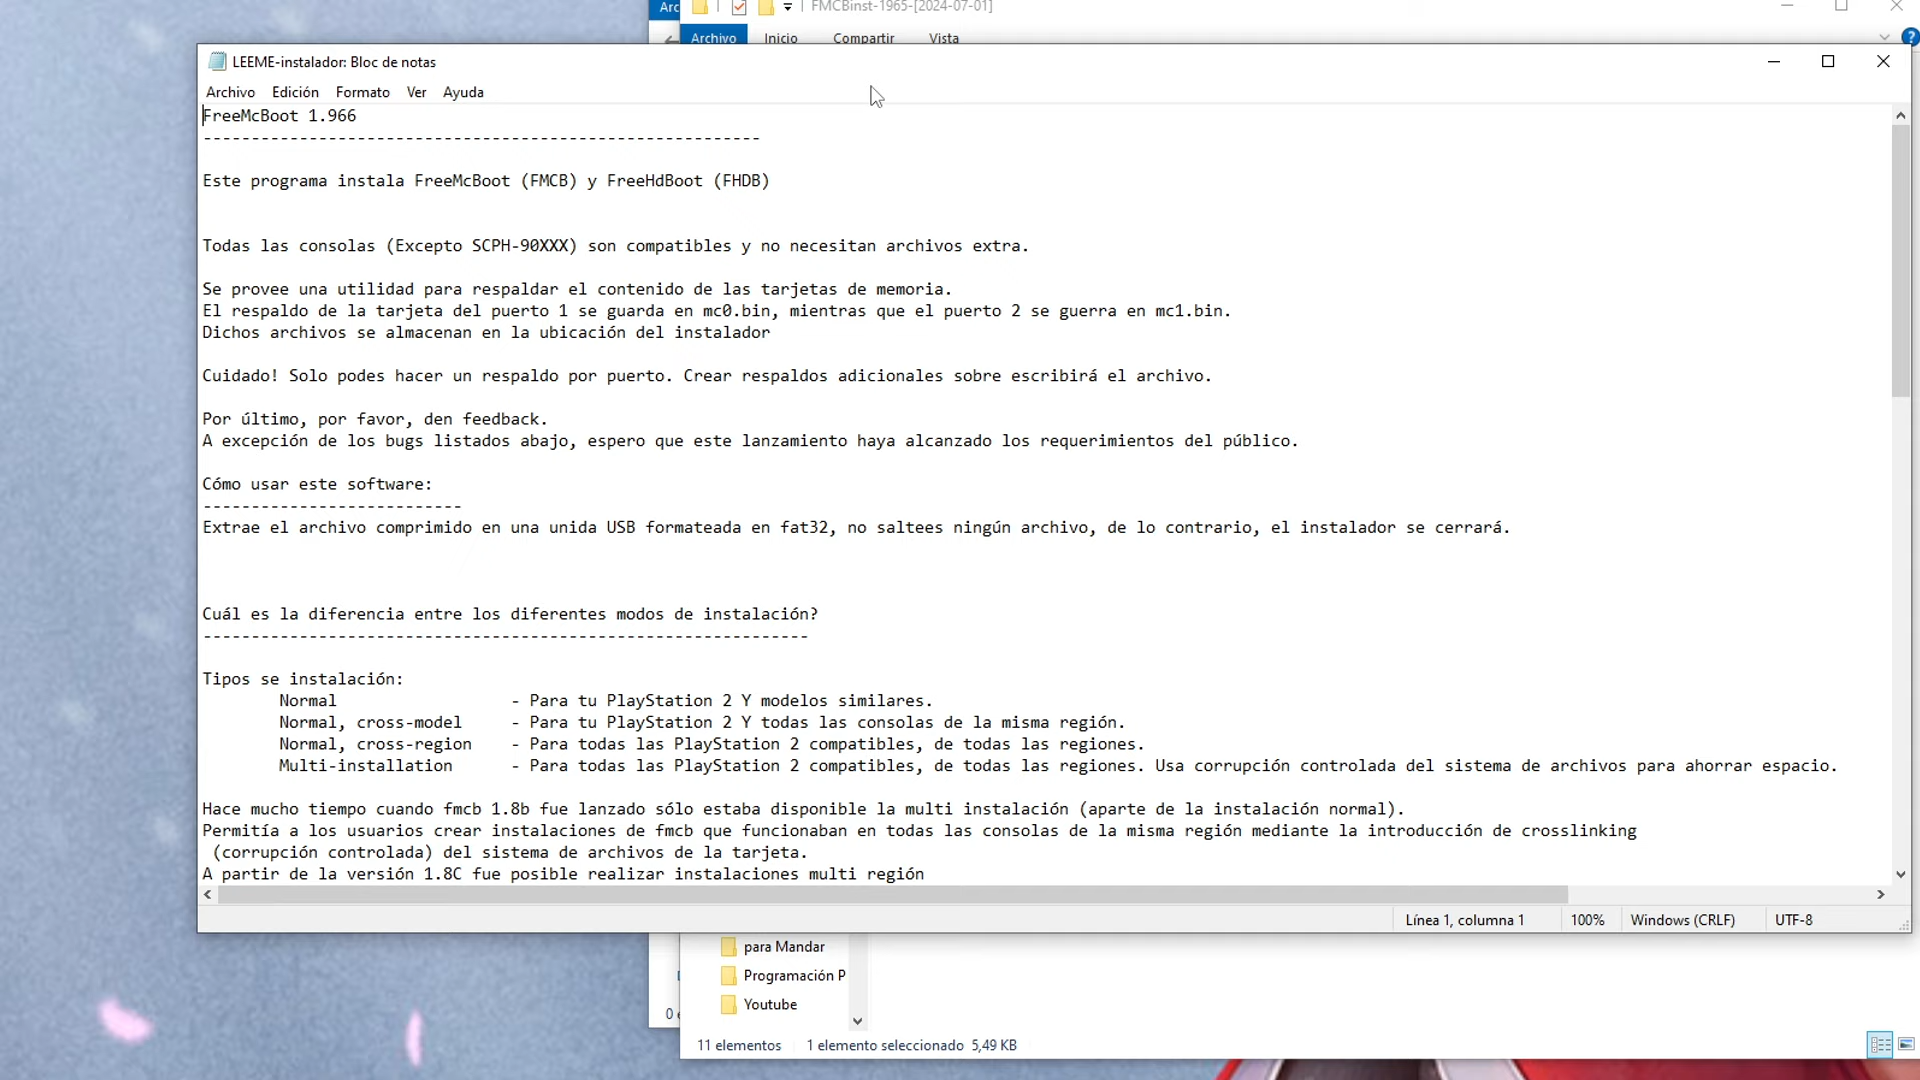 Arc
FMCBinst-1965-[2024-07-01]
Archivo Inicio Compartir Vista
LEEME-instalador: Bloc de notas
Archivo Edición Formato Ver Ayuda
FreeMcBoot 1.966
----------------------------------------------------------
Este programa instala FreeMcBoot (FMCB) y FreeHdBoot (FHDB)
Todas las consolas (Excepto SCPH-90XXX) son compatibles y no necesitan archivos extra.
Se provee una utilidad para respaldar el contenido de las tarjetas de memoria.
El respaldo de la tarjeta del puerto 1 se guarda en mc0.bin, mientras que el puerto 2 se guerra en mc1.bin.
Dichos archivos se almacenan en la ubicación del instalador
Cuidado! Solo podes hacer un respaldo por puerto. Crear respaldos adicionales sobre escribirá el archivo.
Por último, por favor, den feedback.
A excepción de los bugs listados abajo, espero que este lanzamiento haya alcanzado los requerimientos del público.
Cómo usar este software:
---------------------------
Extrae el archivo comprimido en una unida USB formateada en fat32, no saltees ningún archivo, de lo contrario, el instalador se cerrará.
Cuál es la diferencia entre los diferentes modos de instalación?
---------------------------------------------------------------
Tipos se instalación:
Normal - Para tu PlayStation 2 Y modelos similares.
Normal, cross-model - Para tu PlayStation 2 Y todas las consolas de la misma región.
Normal, cross-region - Para todas las PlayStation 2 compatibles, de todas las regiones.
Multi-installation - Para todas las PlayStation 2 compatibles, de todas las regiones. Usa corrupción controlada del sistema de archivos para ahorrar espacio.
Hace mucho tiempo cuando fmcb 1.8b fue lanzado sólo estaba disponible la multi instalación (aparte de la instalación normal).
Permitía a los usuarios crear instalaciones de fmcb que funcionaban en todas las consolas de la misma región mediante la introducción de crosslinking
(corrupción controlada) del sistema de archivos de la tarjeta.
A partir de la versión 1.8C fue posible realizar instalaciones multi región
Línea 1, columna 1 100% Windows (CRLF) UTF-8
para Mandar
Programación P
Youtube
0 e
11 elementos 1 elemento seleccionado 5,49 KB